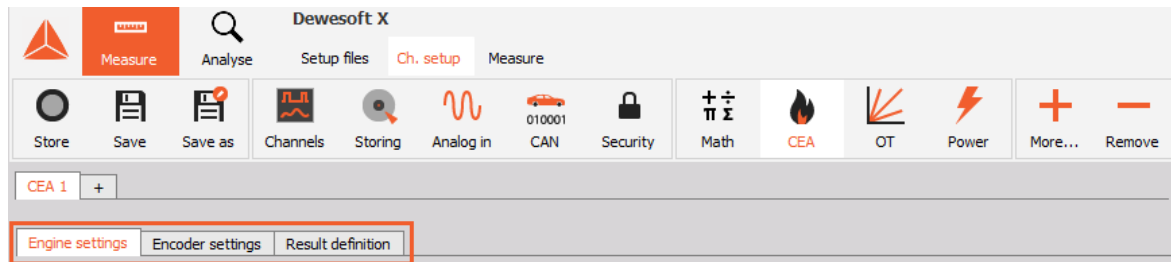 Dewesoft X
Measure Analyse Setup files Ch. setup Measure
010001
+ ÷
π Σ
Store Save Save as Channels Storing Analog in CAN Security Math CEA OT Power More... Remove
CEA 1 +
Engine settings Encoder settings Result definition